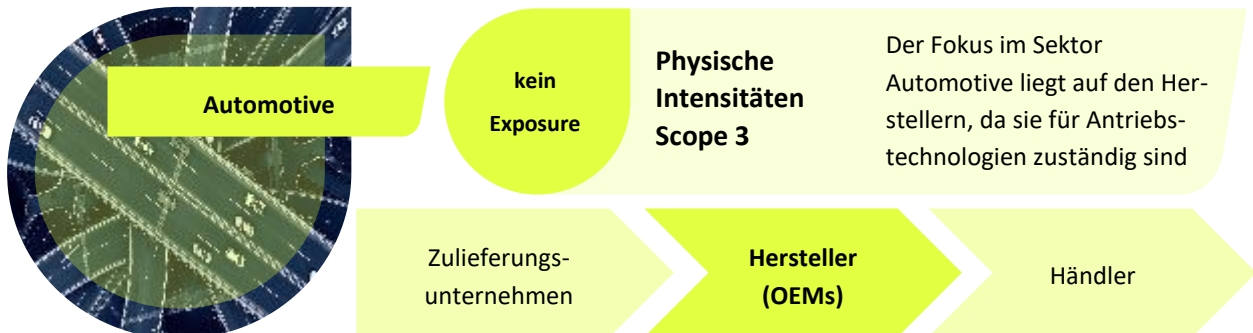 Automotive
kein
Exposure
Physische
Intensitäten
Scope 3
Der Fokus im Sektor
Automotive liegt auf den Her-
stellern, da sie für Antriebs-
technologien zuständig sind
Zulieferungs-
unternehmen
Hersteller
(OEMs)
Händler